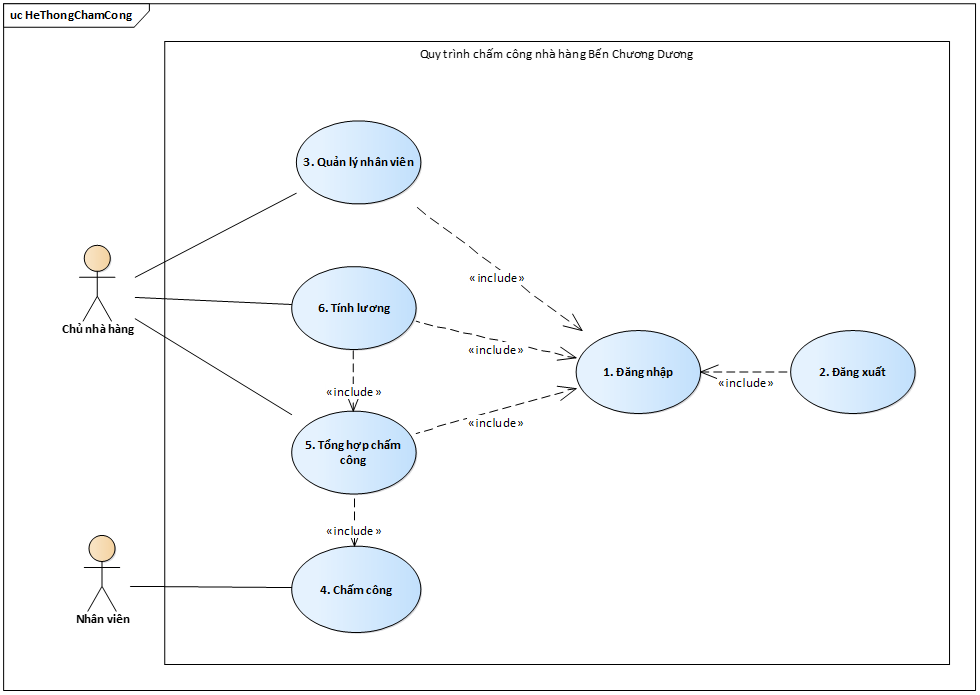 uc HeThongChamCong
Quy trình chấm công nhà hàng Bến Chương Dương
3. Quản lý nhân viên
«include»
Chủ nhà hàng
6. Tính lương
«include»
1. Đăng nhập
2. Đăng xuất
«include»
«include»
«include»
5. Tổng hợp chấm
công
«include»
4. Chấm công
Nhân viên